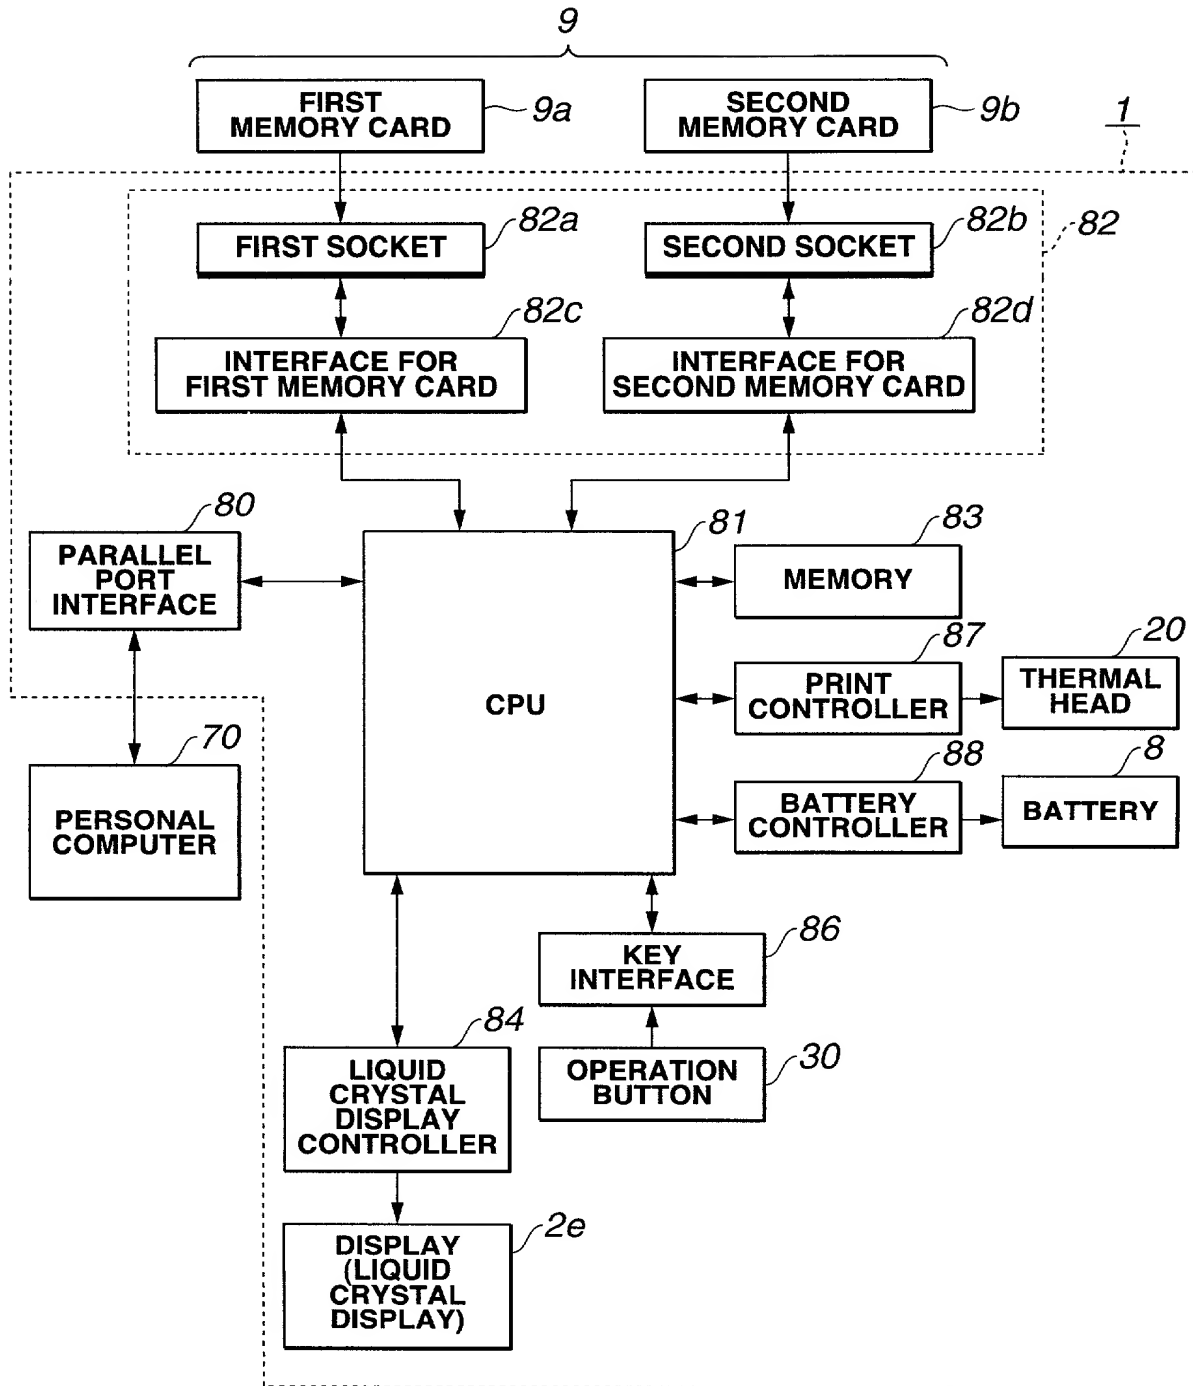 9
FIRST
MEMORY CARD
9a
SECOND
MEMORY CARD
9b
1
FIRST SOCKET
82a
SECOND SOCKET
82b
82
INTERFACE FOR
FIRST MEMORY CARD
82c
INTERFACE FOR
SECOND MEMORY CARD
82d
PARALLEL
PORT
INTERFACE
80
CPU
81
MEMORY
83
PRINT
CONTROLLER
87
THERMAL
HEAD
20
PERSONAL
COMPUTER
70
BATTERY
CONTROLLER
88
BATTERY
8
KEY
INTERFACE
86
OPERATION
BUTTON
30
LIQUID
CRYSTAL
DISPLAY
CONTROLLER
84
DISPLAY
(LIQUID
CRYSTAL
DISPLAY)
2e